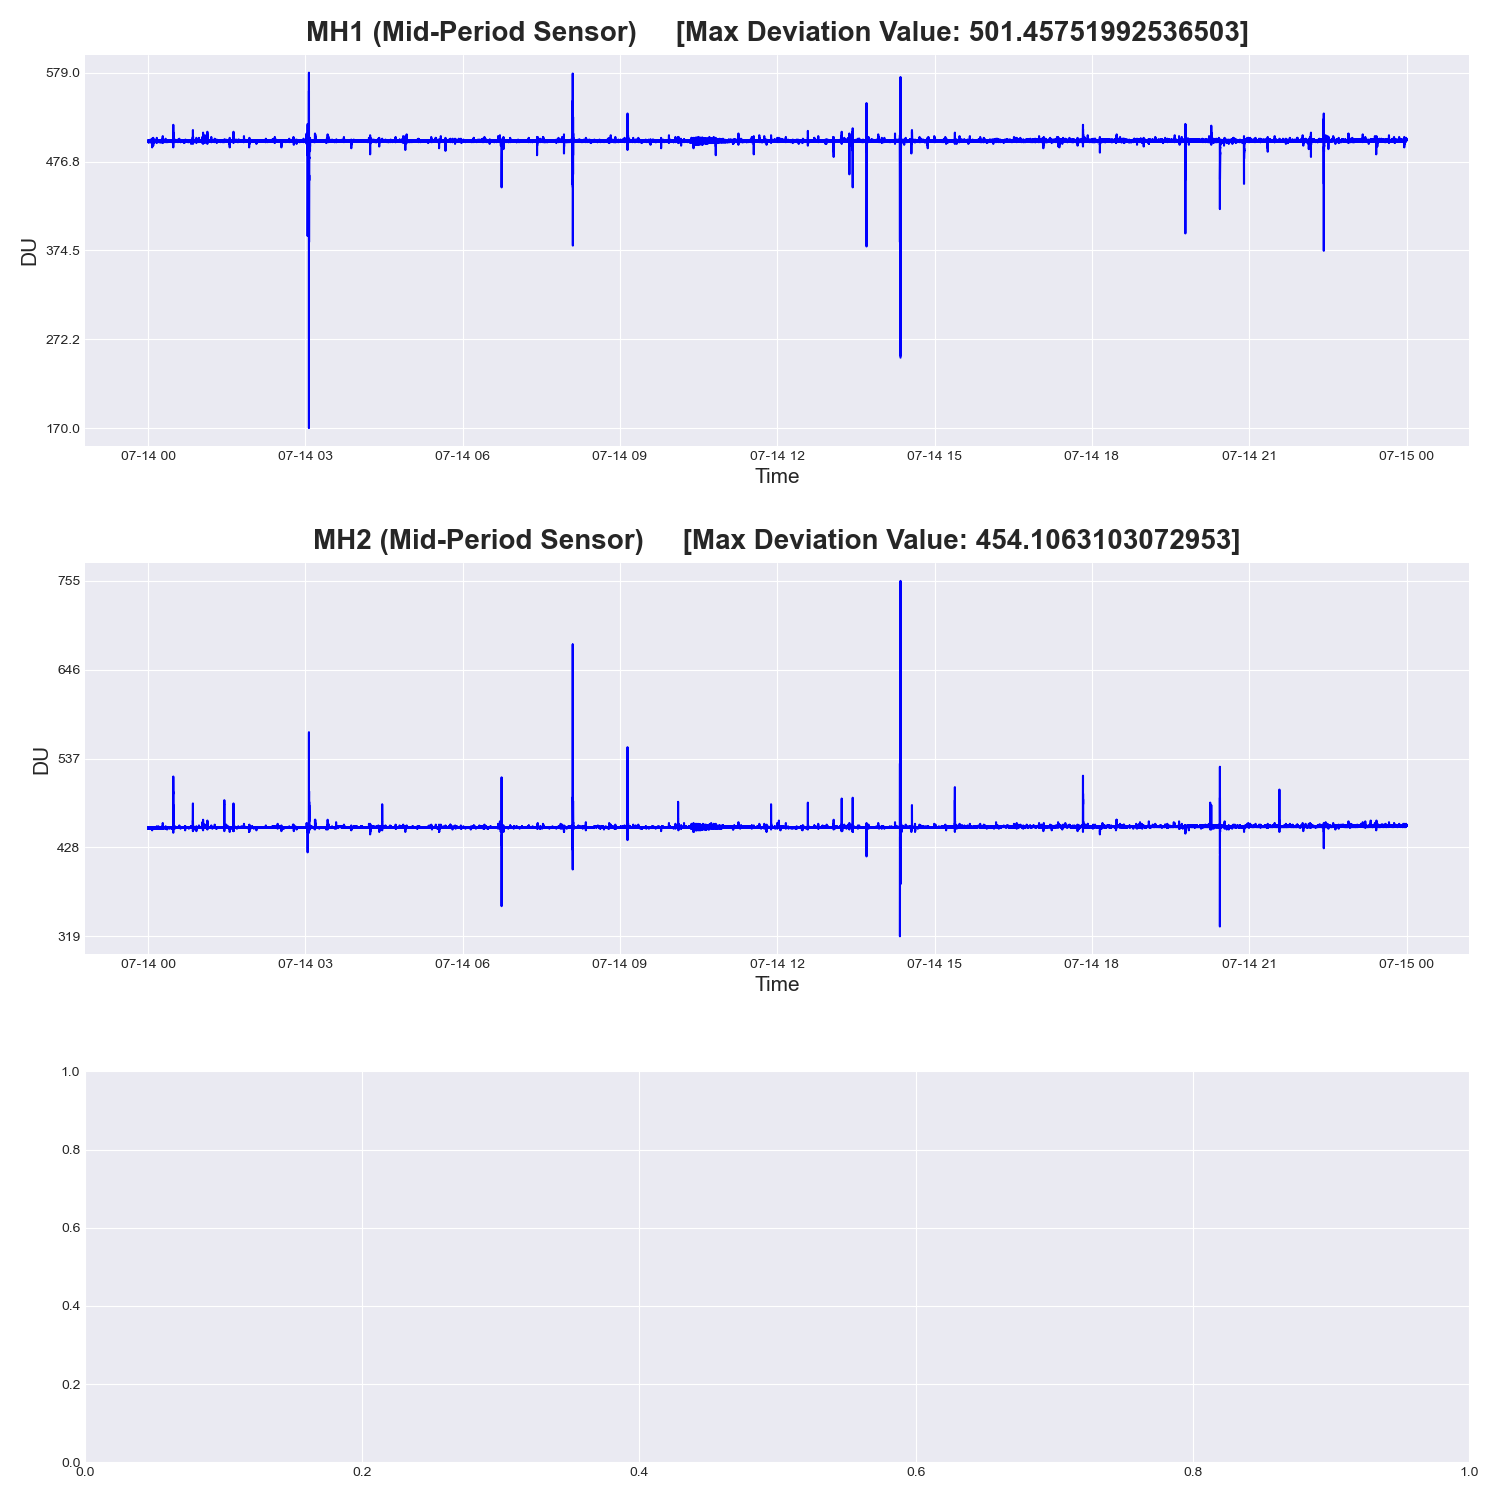 MH1 (Mid-Period Sensor) [Max Deviation Value: 501.45751992536503]
579.0
476.8
374.5
272.2
170.0
DU
07-14 00 07-14 03 07-14 06 07-14 09 07-14 12 07-14 15 07-14 18 07-14 21 07-15 00
Time
MH2 (Mid-Period Sensor) [Max Deviation Value: 454.1063103072953]
755
646
537
428
319
DU
07-14 00 07-14 03 07-14 06 07-14 09 07-14 12 07-14 15 07-14 18 07-14 21 07-15 00
Time
1.0
0.8
0.6
0.4
0.2
0.0
0.0 0.2 0.4 0.6 0.8 1.0